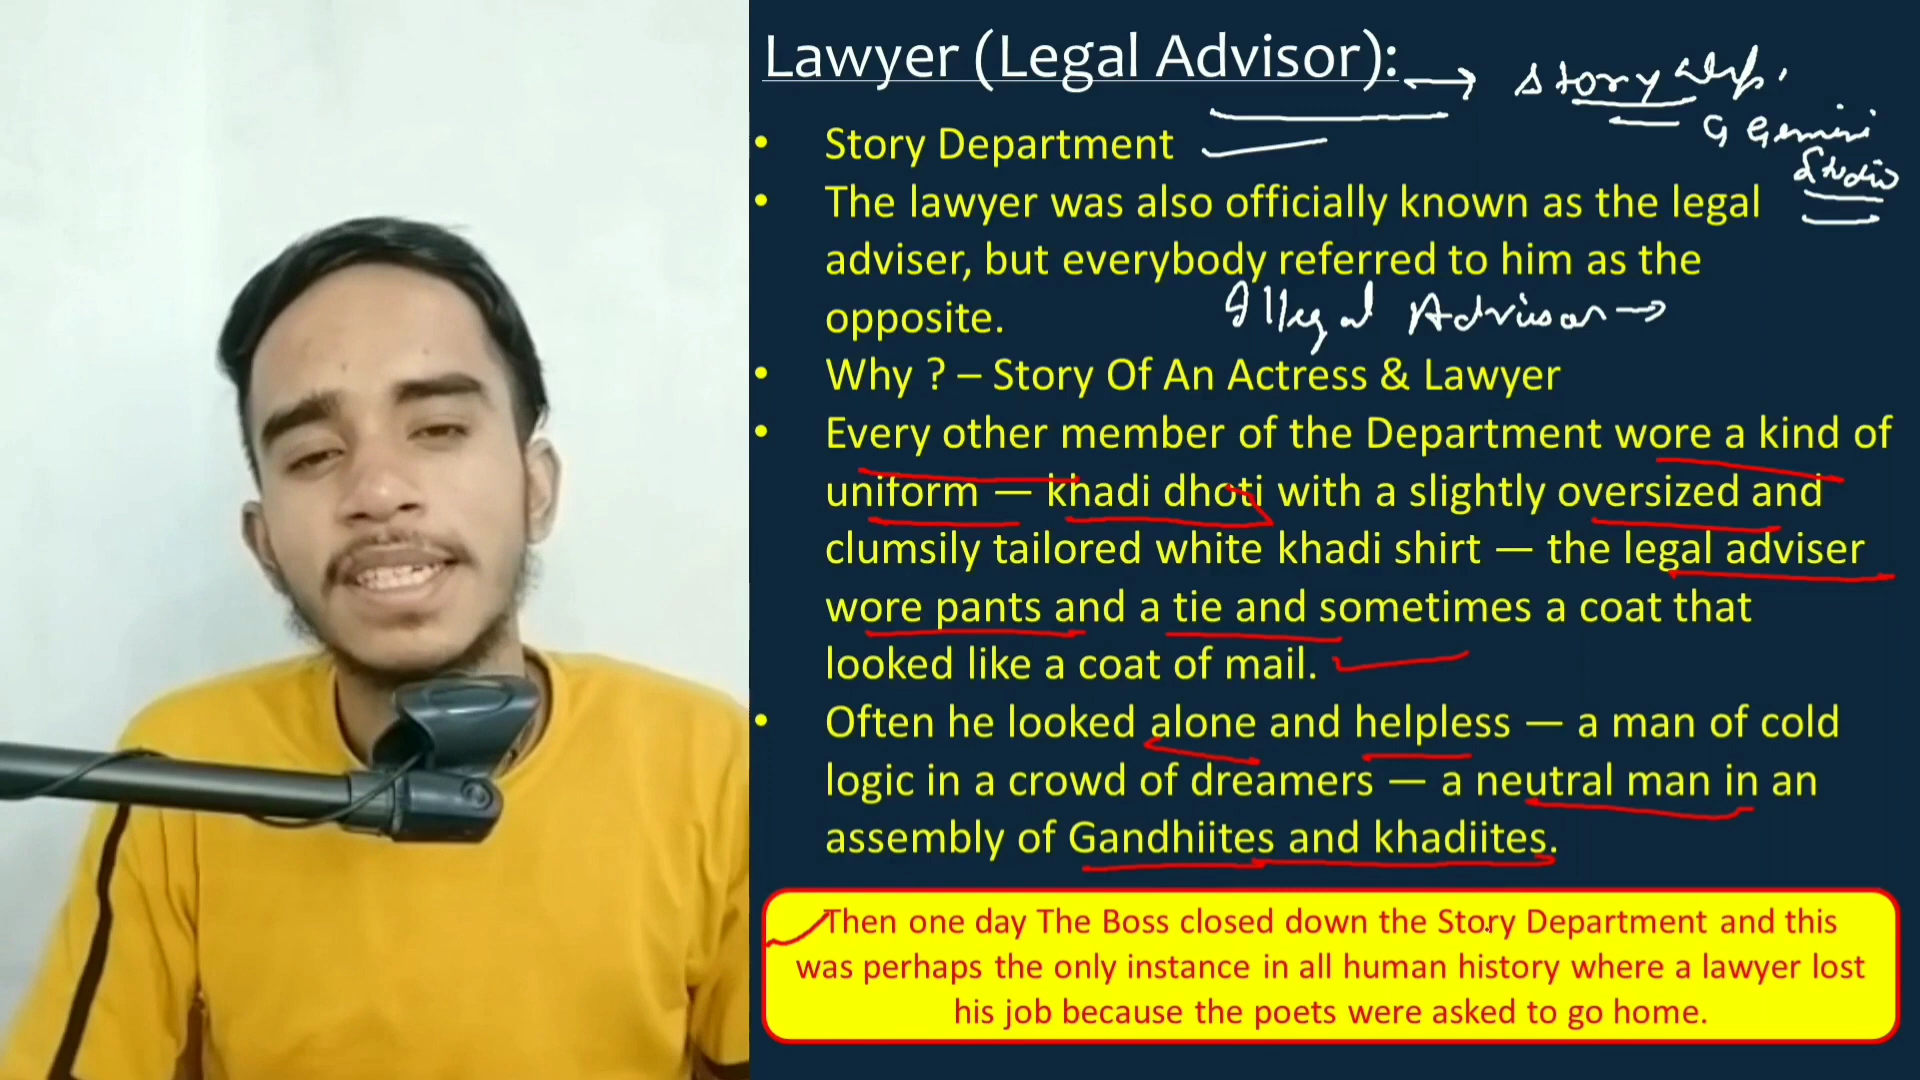 Lawyer (Legal Advisor): → Story dep.
G Gemini
Studio
• Story Department
• The lawyer was also officially known as the legal
adviser, but everybody referred to him as the
opposite. Illegal Advisor →
• Why ? – Story Of An Actress & Lawyer
• Every other member of the Department wore a kind of
uniform — khadi dhoti with a slightly oversized and
clumsily tailored white khadi shirt — the legal adviser
wore pants and a tie and sometimes a coat that
looked like a coat of mail.
• Often he looked alone and helpless — a man of cold
logic in a crowd of dreamers — a neutral man in an
assembly of Gandhiites and khadiites.
Then one day The Boss closed down the Story Department and this
was perhaps the only instance in all human history where a lawyer lost
his job because the poets were asked to go home.